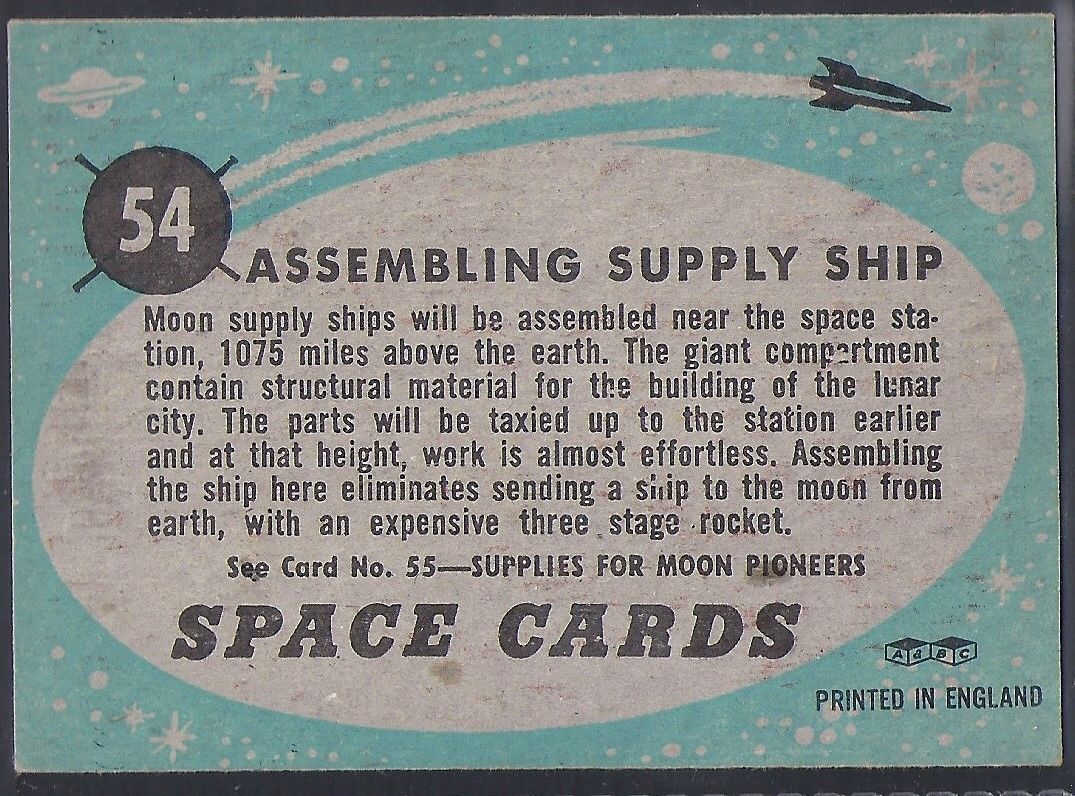 54
ASSEMBLING SUPPLY SHIP
Moon supply ships will be assembled near the space sta-
tion, 1075 miles above the earth. The giant compartment
contain structural material for the building of the lunar
city. The parts will be taxied up to the station earlier
and at that height, work is almost effortless. Assembling
the ship here eliminates sending a ship to the moon from
earth, with an expensive three stage rocket.
See Card No. 55—SUPPLIES FOR MOON PIONEERS
SPACE CARDS
A & B C
PRINTED IN ENGLAND